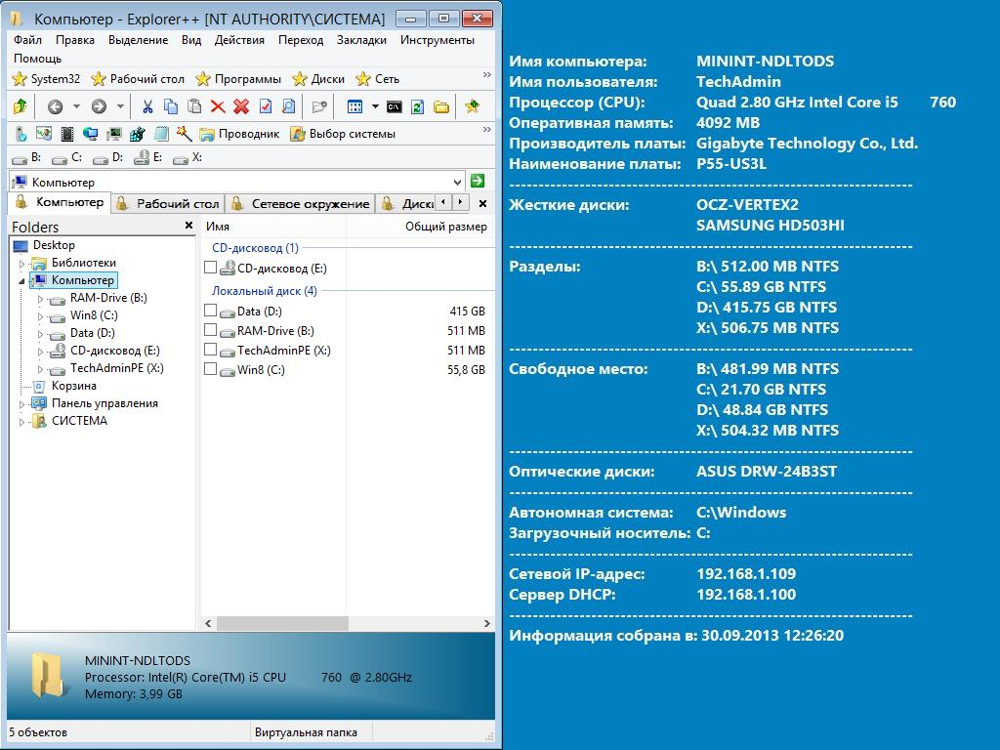 Компьютер - Explorer++ [NT AUTHORITY\СИСТЕМА]
Файл Правка Выделение Вид Действия Переход Закладки Инструменты
Помощь
System32 Рабочий стол Программы Диски Сеть »
C:\
Проводник Выбор системы »
B: C: D: E: X:
Компьютер
Компьютер Рабочий стол Сетевое окружение
Folders
Desktop
Библиотеки
Компьютер
RAM-Drive (B:)
Win8 (C:)
Data (D:)
CD-дисковод (E:)
TechAdminPE (X:)
Корзина
Панель управления
СИСТЕМА
Имя Общий размер
CD-дисковод (1)
CD-дисковод (E:)
Локальный диск (4)
Data (D:) 415 GB
RAM-Drive (B:) 511 MB
TechAdminPE (X:) 511 MB
Win8 (C:) 55,8 GB
MININT-NDLTODS
Processor: Intel(R) Core(TM) i5 CPU 760 @ 2.80GHz
Memory: 3,99 GB
5 объектов Виртуальная папка
Имя компьютера: MININT-NDLTODS
Имя пользователя: TechAdmin
Процессор (CPU): Quad 2.80 GHz Intel Core i5 760
Оперативная память: 4092 MB
Производитель платы: Gigabyte Technology Co., Ltd.
Наименование платы: P55-US3L
Жесткие диски: OCZ-VERTEX2
SAMSUNG HD503HI
Разделы: B:\ 512.00 MB NTFS
C:\ 55.89 GB NTFS
D:\ 415.75 GB NTFS
X:\ 506.75 MB NTFS
Свободное место: B:\ 481.99 MB NTFS
C:\ 21.70 GB NTFS
D:\ 48.84 GB NTFS
X:\ 504.32 MB NTFS
Оптические диски: ASUS DRW-24B3ST
Автономная система: C:\Windows
Загрузочный носитель: C:
Сетевой IP-адрес: 192.168.1.109
Сервер DHCP: 192.168.1.100
Информация собрана в: 30.09.2013 12:26:20